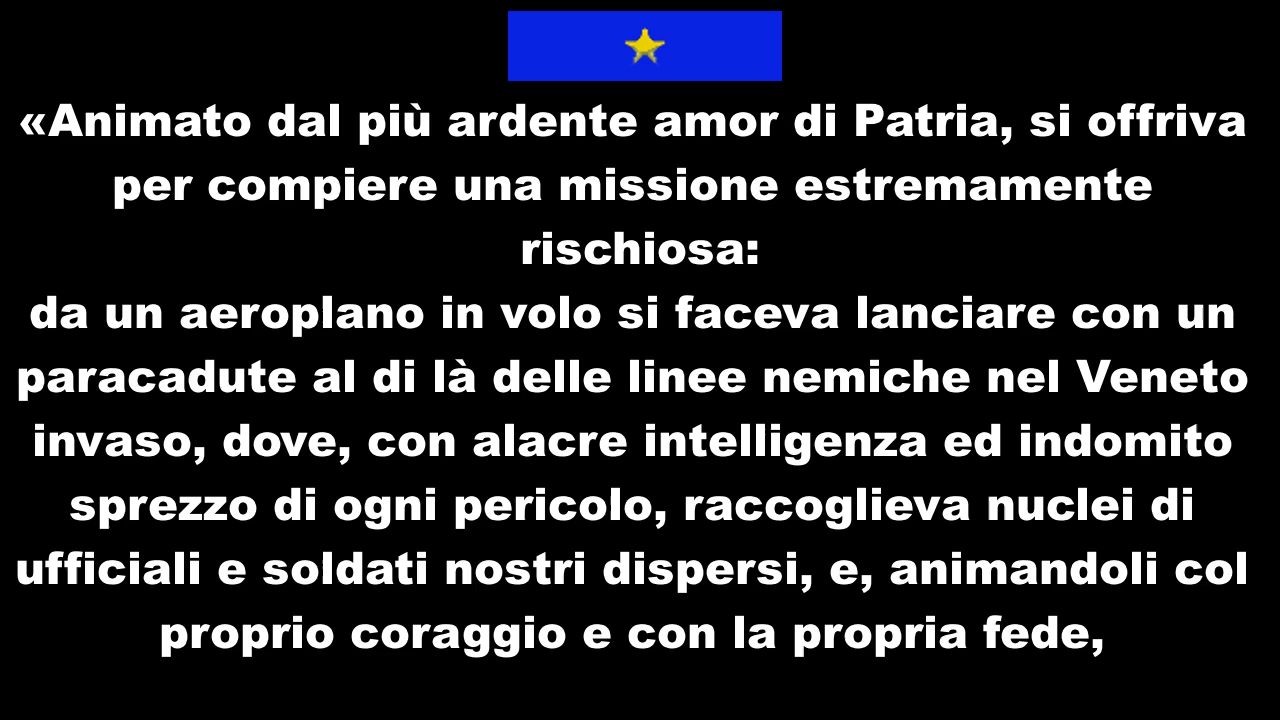 «Animato dal più ardente amor di Patria, si offriva
per compiere una missione estremamente
rischiosa:
da un aeroplano in volo si faceva lanciare con un
paracadute al di là delle linee nemiche nel Veneto
invaso, dove, con alacre intelligenza ed indomito
sprezzo di ogni pericolo, raccoglieva nuclei di
ufficiali e soldati nostri dispersi, e, animandoli col
proprio coraggio e con la propria fede,